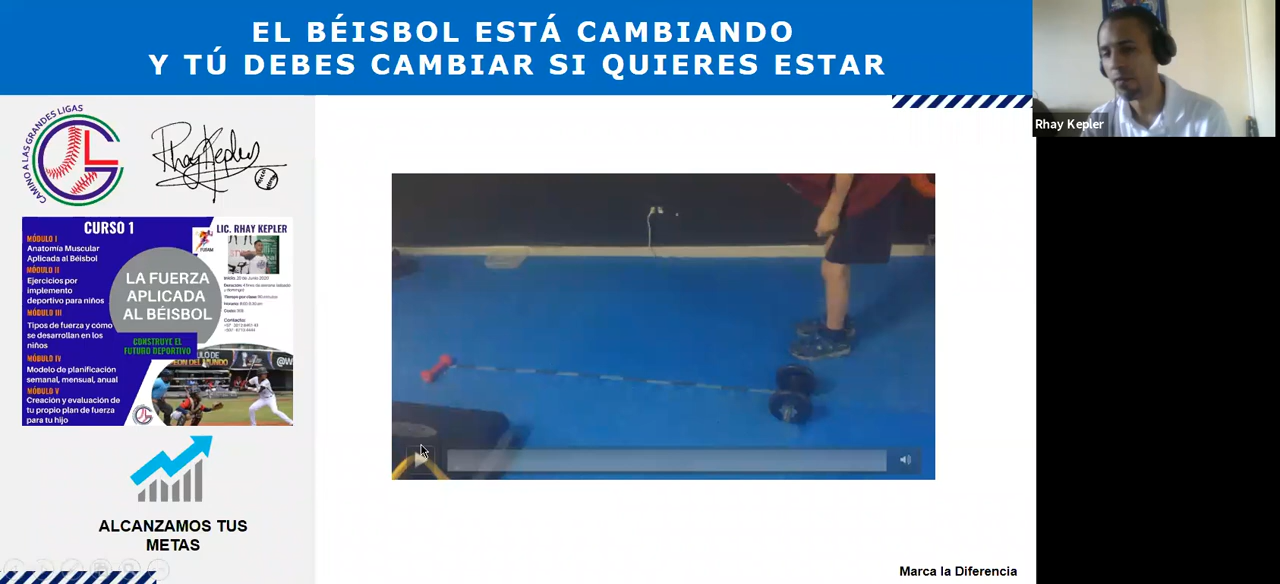 EL BÉISBOL ESTÁ CAMBIANDO
Y TÚ DEBES CAMBIAR SI QUIERES ESTAR
Rhay Kepler
CAMINO A LAS GRANDES LIGAS
Rhay Kepler
CURSO 1
MÓDULO I
Anatomía Muscular
Aplicada al Béisbol
MÓDULO II
Ejercicios por
implemento
deportivo para niños
MÓDULO III
Tipos de fuerza y cómo
se desarrollan en los
niños
MÓDULO IV
Modelo de planificación
semanal, mensual, anual
MÓDULO V
Creación y evaluación de
tu propio plan de fuerza
para tu hijo
LA FUERZA
APLICADA
AL BÉISBOL
CONSTRUYE EL
FUTURO DEPORTIVO
LIC. RHAY KEPLER
ALCANZAMOS TUS
METAS
Marca la Diferencia